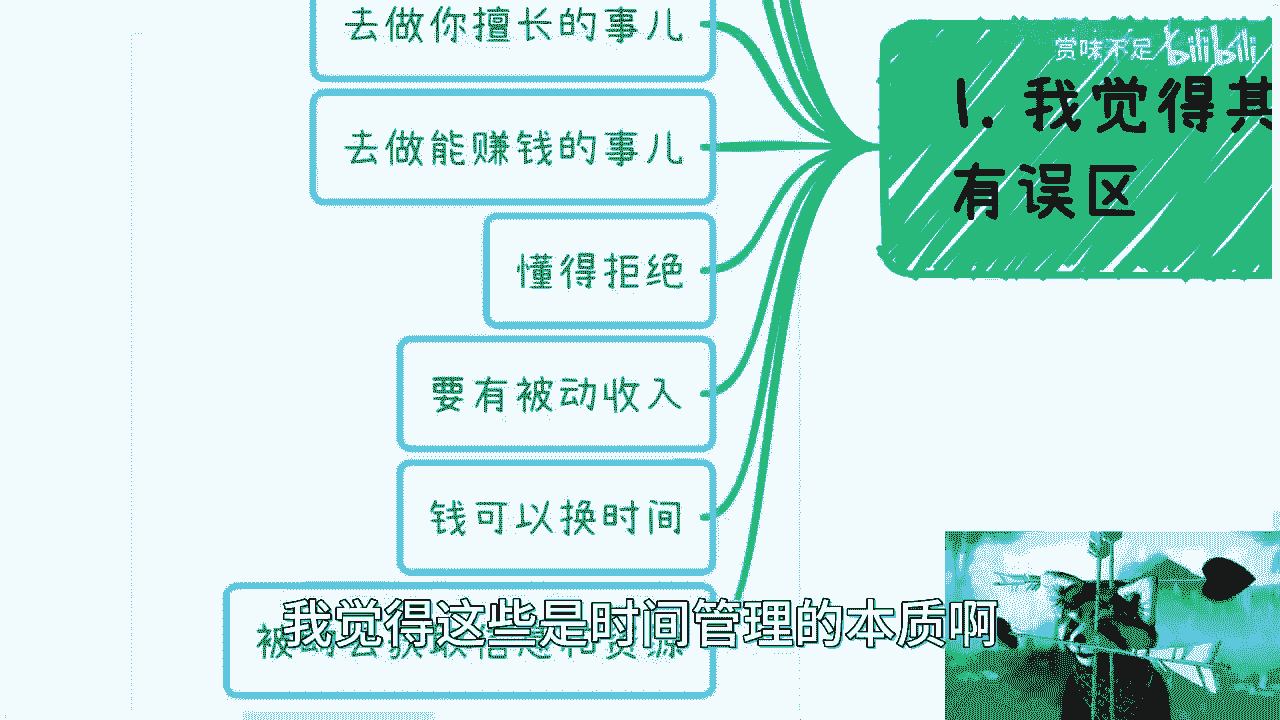 去做你擅长的事儿
赏味不足 bilibili
1. 我觉得其
有误区
去做能赚钱的事儿
懂得拒绝
要有被动收入
钱可以换时间
我觉得这些是时间管理的本质啊